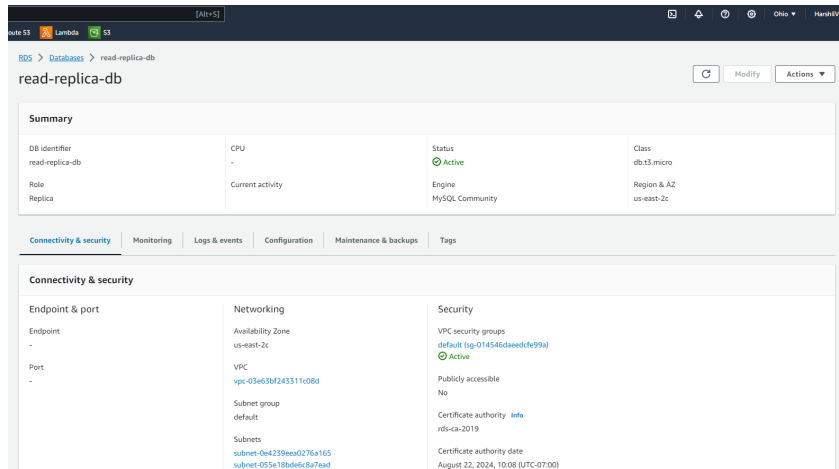 [Alt+S]
Ohio ▼
HarshilV
oute 53
Lambda
S3
RDS > Databases > read-replica-db
read-replica-db
Modify
Actions ▼
Summary
DB identifier
read-replica-db
CPU
-
Status
Active
Class
db.t3.micro
Role
Replica
Current activity
Engine
MySQL Community
Region & AZ
us-east-2c
Connectivity & security
Monitoring
Logs & events
Configuration
Maintenance & backups
Tags
Connectivity & security
Endpoint & port
Endpoint
-
Port
-
Networking
Availability Zone
us-east-2c
VPC
vpc-03e63bf243311c08d
Subnet group
default
Subnets
subnet-0e4239eea0276a165
subnet-055e18bde6c8a7ead
Security
VPC security groups
default (sg-014546daeedcfe99a)
Active
Publicly accessible
No
Certificate authority Info
rds-ca-2019
Certificate authority date
August 22, 2024, 10:08 (UTC-07:00)